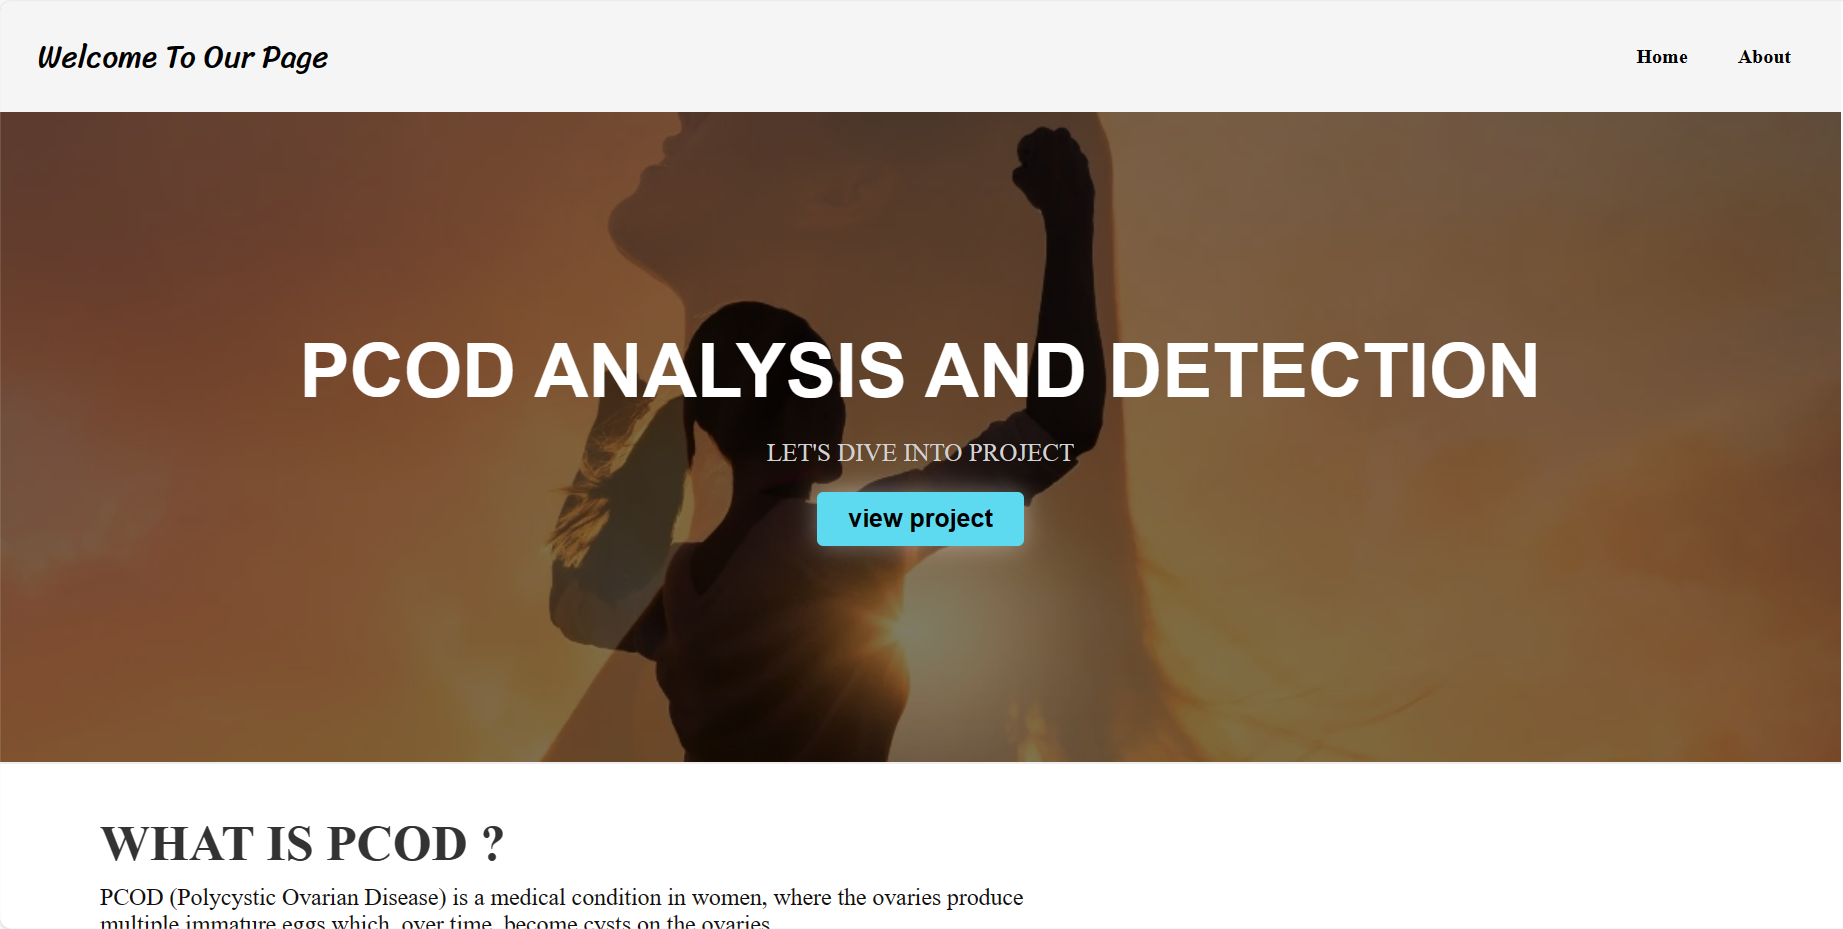 Welcome To Our Page
Home About
PCOD ANALYSIS AND DETECTION
LET'S DIVE INTO PROJECT
view project
WHAT IS PCOD ?
PCOD (Polycystic Ovarian Disease) is a medical condition in women, where the ovaries produce
multiple immature eggs which, over time, become cysts on the ovaries.